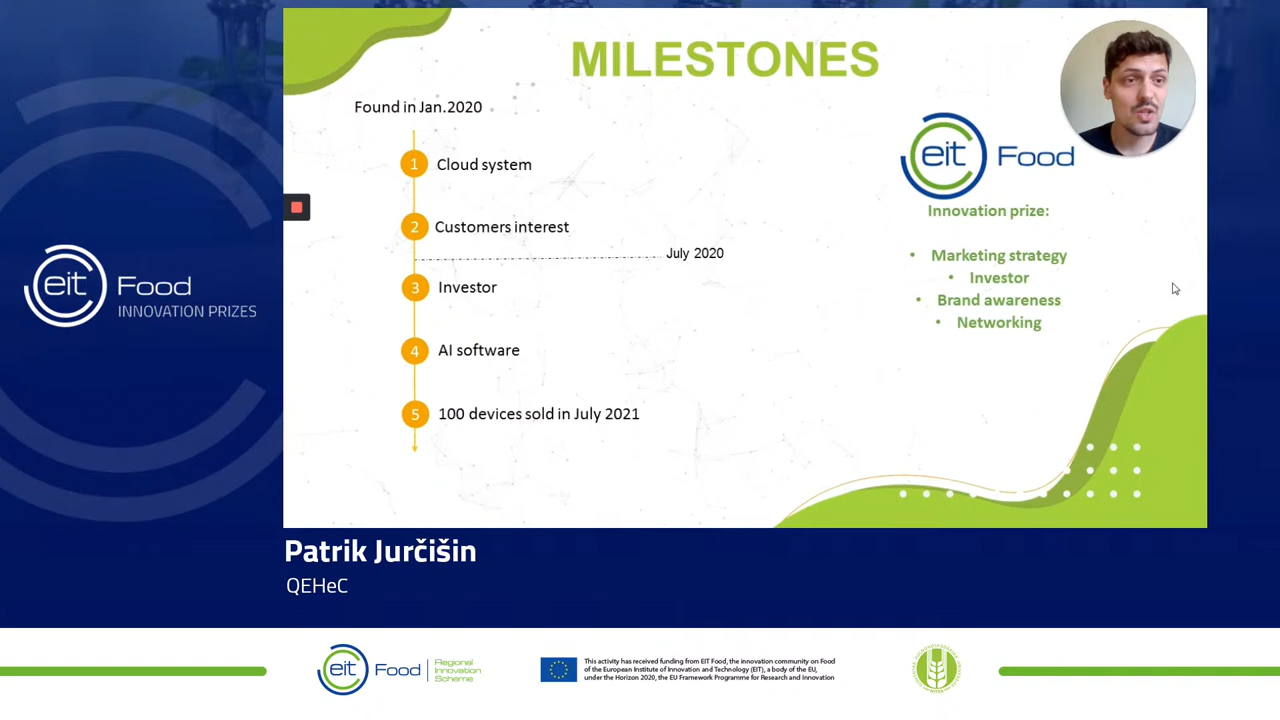 MILESTONES
Found in Jan.2020
1 Cloud system
2 Customers interest
July 2020
3 Investor
4 AI software
5 100 devices sold in July 2021
eit Food
Innovation prize:
• Marketing strategy
• Investor
• Brand awareness
• Networking
eit Food
INNOVATION PRIZES
Patrik Jurčišin
QEHeC
eit Food
Regional
Innovation
Scheme
This activity has received funding from EIT Food, the innovation community on Food
of the European Institute of Innovation and Technology (EIT), a body of the EU,
under the Horizon 2020, the EU Framework Programme for Research and Innovation